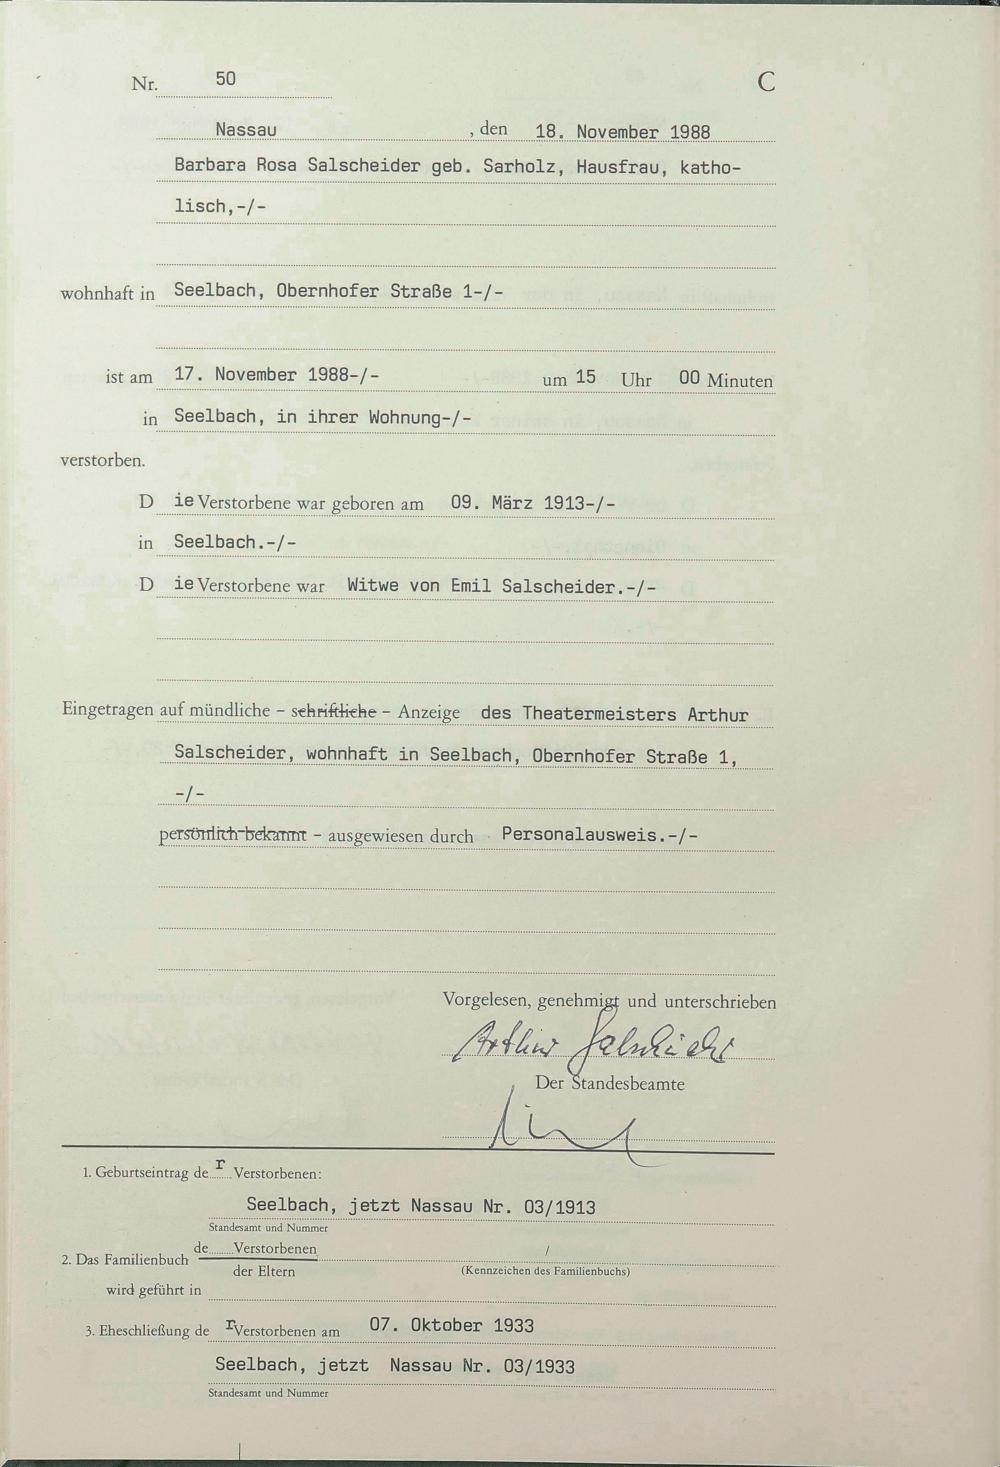 Nr. 50 C
Nassau , den 18. November 1988
Barbara Rosa Salscheider geb. Sarholz, Hausfrau, katho-
lisch,-/-
wohnhaft in Seelbach, Obernhofer Straße 1-/-
ist am 17. November 1988-/- um 15 Uhr 00 Minuten
in Seelbach, in ihrer Wohnung-/-
verstorben.
D ie Verstorbene war geboren am 09. März 1913-/-
in Seelbach.-/-
D ie Verstorbene war Witwe von Emil Salscheider.-/-
Eingetragen auf mündliche – schriftliche – Anzeige des Theatermeisters Arthur
Salscheider, wohnhaft in Seelbach, Obernhofer Straße 1,
-/-
persönlich bekannt – ausgewiesen durch Personalausweis.-/-
Vorgelesen, genehmigt und unterschrieben
Arthur Salscheider
Der Standesbeamte
1. Geburtseintrag de r Verstorbenen:
Seelbach, jetzt Nassau Nr. 03/1913
Standesamt und Nummer
2. Das Familienbuch de Verstorbenen /
der Eltern (Kennzeichen des Familienbuchs)
wird geführt in
3. Eheschließung de r Verstorbenen am 07. Oktober 1933
Seelbach, jetzt Nassau Nr. 03/1933
Standesamt und Nummer